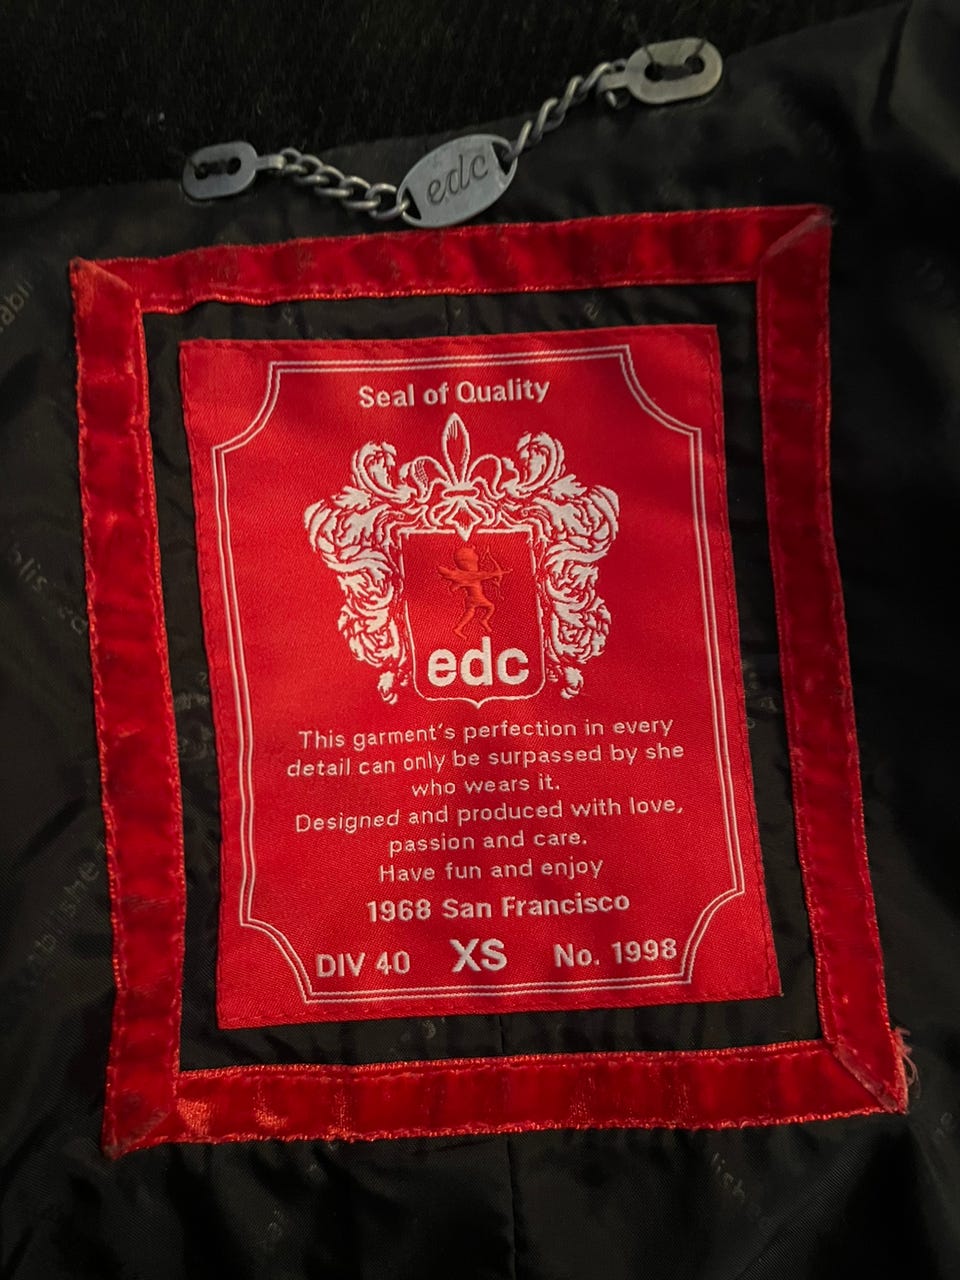 edc
Seal of Quality
edc
This garment's perfection in every
detail can only be surpassed by she
who wears it.
Designed and produced with love,
passion and care.
Have fun and enjoy
1968 San Francisco
DIV 40 XS No. 1998